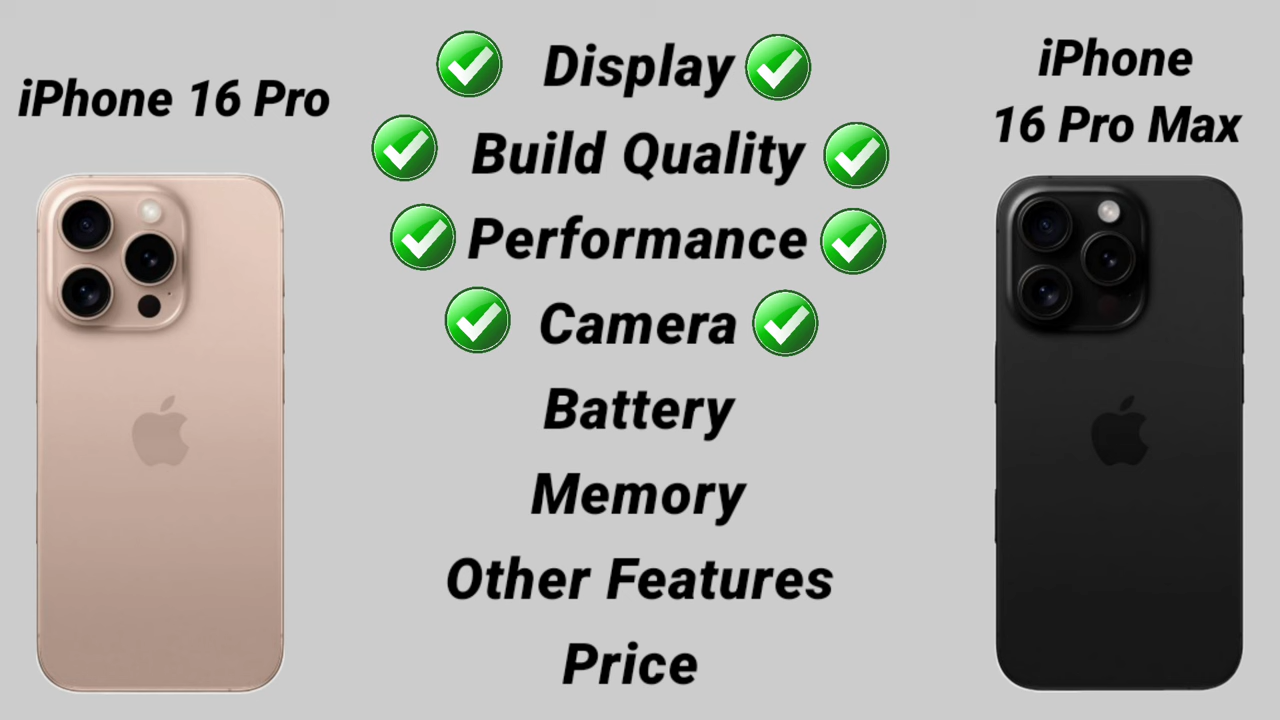 iPhone 16 Pro
Display
Build Quality
Performance
Camera
Battery
Memory
Other Features
Price
iPhone
16 Pro Max